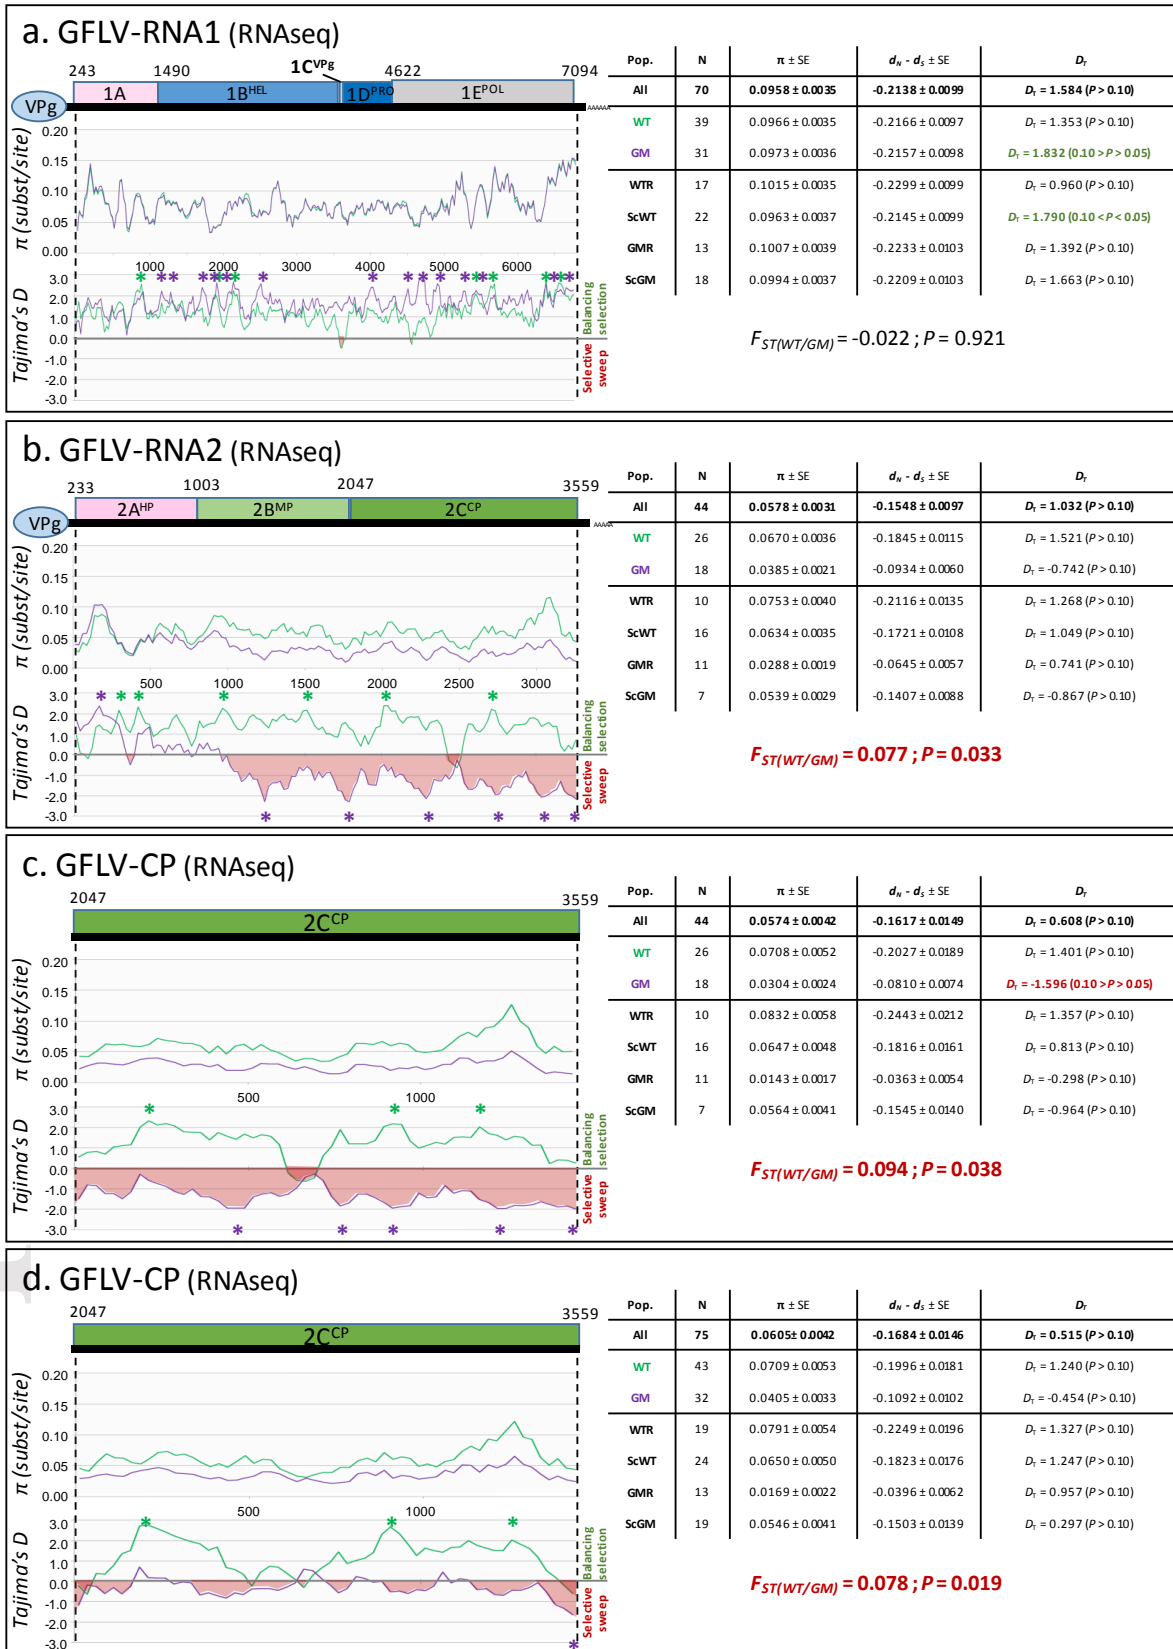 a. GFLV-RNA1 (RNAseq)
243 1490 1C^VPg 4622 7094
1A 1B^HEL 1D^PRO 1E^POL
VPg AAAAAA
π (subst/site)
0.20
0.15
0.10
0.05
0.00
1000 2000 3000 4000 5000 6000
* * * * * * * * * * * * * * * * * * *
Tajima's D
3.0
2.0
1.0
0.0
-1.0
-2.0
-3.0
Balancing selection
Selective sweep
Pop. N π ± SE d_N - d_S ± SE D_T
All 70 0.0958 ± 0.0035 -0.2138 ± 0.0099 D_T = 1.584 (P > 0.10)
WT 39 0.0966 ± 0.0035 -0.2166 ± 0.0097 D_T = 1.353 (P > 0.10)
GM 31 0.0973 ± 0.0036 -0.2157 ± 0.0098 D_T = 1.832 (0.10 > P > 0.05)
WTR 17 0.1015 ± 0.0035 -0.2299 ± 0.0099 D_T = 0.960 (P > 0.10)
ScWT 22 0.0963 ± 0.0037 -0.2145 ± 0.0099 D_T = 1.790 (0.10 < P < 0.05)
GMR 13 0.1007 ± 0.0039 -0.2233 ± 0.0103 D_T = 1.392 (P > 0.10)
ScGM 18 0.0994 ± 0.0037 -0.2209 ± 0.0103 D_T = 1.663 (P > 0.10)
F_ST(WT/GM) = -0.022 ; P = 0.921
b. GFLV-RNA2 (RNAseq)
233 1003 2047 3559
2A^HP 2B^MP 2C^CP
VPg AAAAA
π (subst/site)
0.20
0.15
0.10
0.05
0.00
500 1000 1500 2000 2500 3000
* * * * * * *
Tajima's D
3.0
2.0
1.0
0.0
-1.0
-2.0
-3.0
* * * * * *
Balancing selection
Selective sweep
Pop. N π ± SE d_N - d_S ± SE D_T
All 44 0.0578 ± 0.0031 -0.1548 ± 0.0097 D_T = 1.032 (P > 0.10)
WT 26 0.0670 ± 0.0036 -0.1845 ± 0.0115 D_T = 1.521 (P > 0.10)
GM 18 0.0385 ± 0.0021 -0.0934 ± 0.0060 D_T = -0.742 (P > 0.10)
WTR 10 0.0753 ± 0.0040 -0.2116 ± 0.0135 D_T = 1.268 (P > 0.10)
ScWT 16 0.0634 ± 0.0035 -0.1721 ± 0.0108 D_T = 1.049 (P > 0.10)
GMR 11 0.0288 ± 0.0019 -0.0645 ± 0.0057 D_T = 0.741 (P > 0.10)
ScGM 7 0.0539 ± 0.0029 -0.1407 ± 0.0088 D_T = -0.867 (P > 0.10)
F_ST(WT/GM) = 0.077 ; P = 0.033
c. GFLV-CP (RNAseq)
2047 3559
2C^CP
π (subst/site)
0.20
0.15
0.10
0.05
0.00
500 1000
* * *
Tajima's D
3.0
2.0
1.0
0.0
-1.0
-2.0
-3.0
* * * * *
Balancing selection
Selective sweep
Pop. N π ± SE d_N - d_S ± SE D_T
All 44 0.0574 ± 0.0042 -0.1617 ± 0.0149 D_T = 0.608 (P > 0.10)
WT 26 0.0708 ± 0.0052 -0.2027 ± 0.0189 D_T = 1.401 (P > 0.10)
GM 18 0.0304 ± 0.0024 -0.0810 ± 0.0074 D_T = -1.596 (0.10 > P > 0.05)
WTR 10 0.0832 ± 0.0058 -0.2443 ± 0.0212 D_T = 1.357 (P > 0.10)
ScWT 16 0.0647 ± 0.0048 -0.1816 ± 0.0161 D_T = 0.813 (P > 0.10)
GMR 11 0.0143 ± 0.0017 -0.0363 ± 0.0054 D_T = -0.298 (P > 0.10)
ScGM 7 0.0564 ± 0.0041 -0.1545 ± 0.0140 D_T = -0.964 (P > 0.10)
F_ST(WT/GM) = 0.094 ; P = 0.038
d. GFLV-CP (RNAseq)
2047 3559
2C^CP
π (subst/site)
0.20
0.15
0.10
0.05
0.00
500 1000
* * *
Tajima's D
3.0
2.0
1.0
0.0
-1.0
-2.0
-3.0
*
Balancing selection
Selective sweep
Pop. N π ± SE d_N - d_S ± SE D_T
All 75 0.0605± 0.0042 -0.1684 ± 0.0146 D_T = 0.515 (P > 0.10)
WT 43 0.0709 ± 0.0053 -0.1996 ± 0.0181 D_T = 1.240 (P > 0.10)
GM 32 0.0405 ± 0.0033 -0.1092 ± 0.0102 D_T = -0.454 (P > 0.10)
WTR 19 0.0791 ± 0.0054 -0.2249 ± 0.0196 D_T = 1.327 (P > 0.10)
ScWT 24 0.0650 ± 0.0050 -0.1823 ± 0.0176 D_T = 1.247 (P > 0.10)
GMR 13 0.0169 ± 0.0022 -0.0396 ± 0.0062 D_T = 0.957 (P > 0.10)
ScGM 19 0.0546 ± 0.0041 -0.1503 ± 0.0139 D_T = 0.297 (P > 0.10)
F_ST(WT/GM) = 0.078 ; P = 0.019